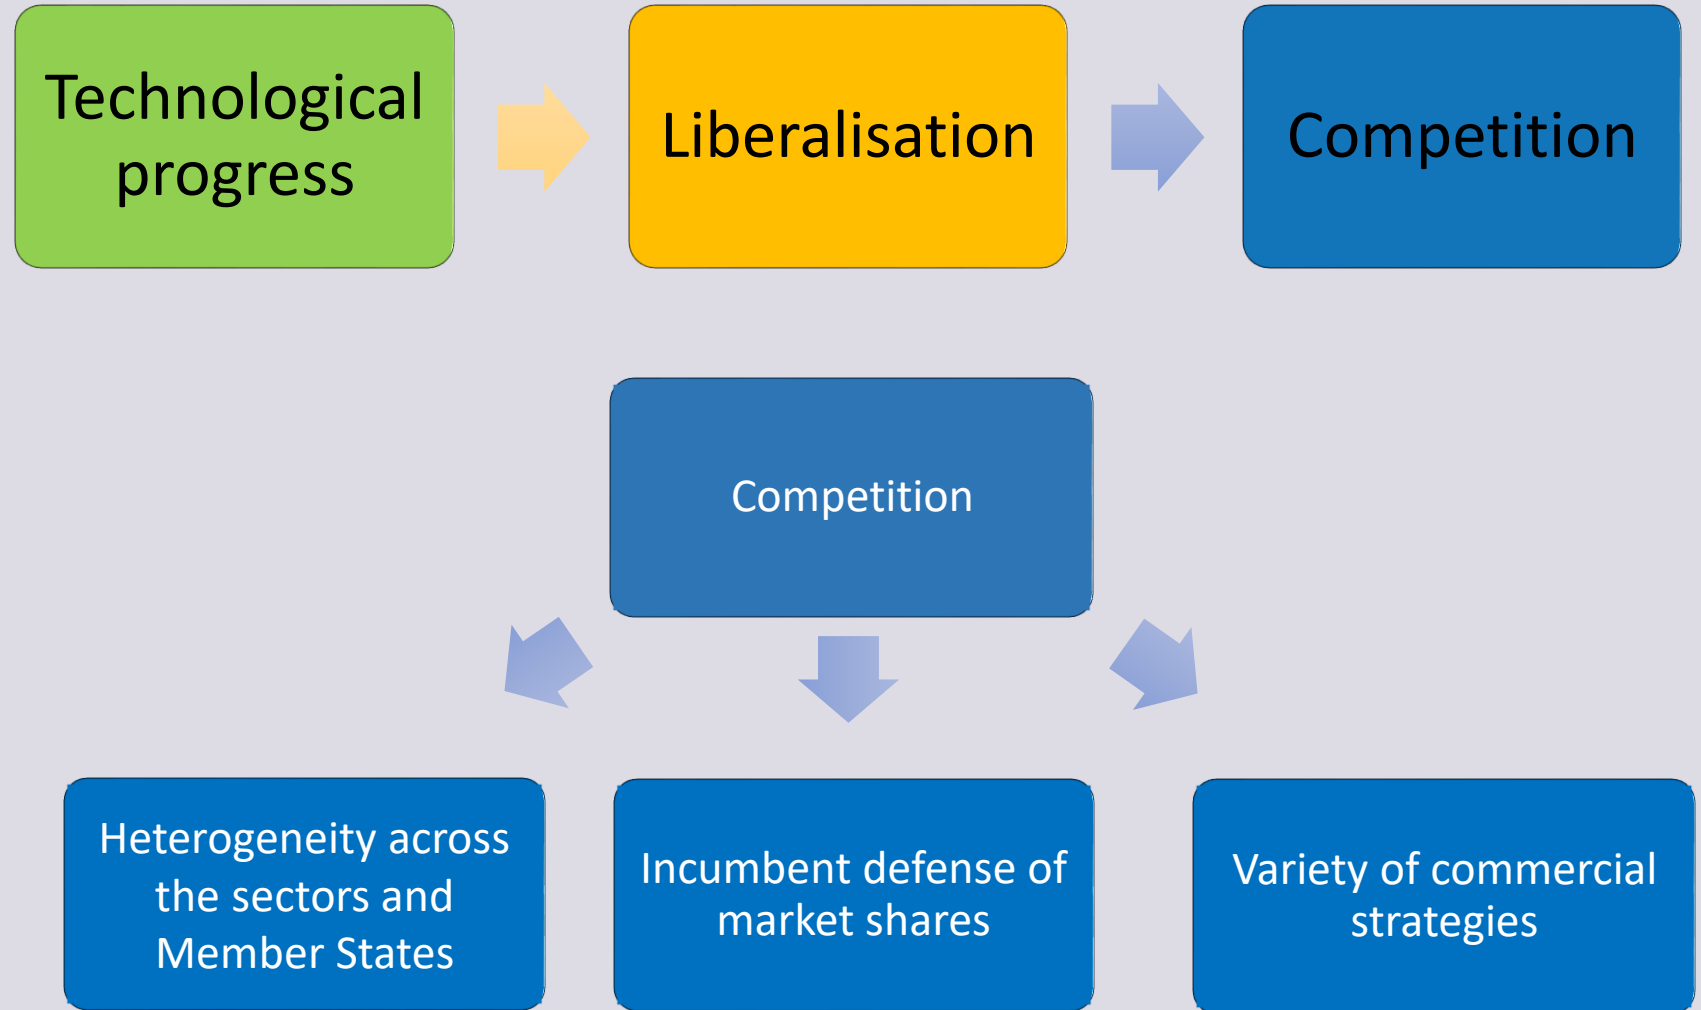 Technological
progress
Liberalisation
Competition
Competition
Heterogeneity across
the sectors and
Member States
Incumbent defense of
market shares
Variety of commercial
strategies